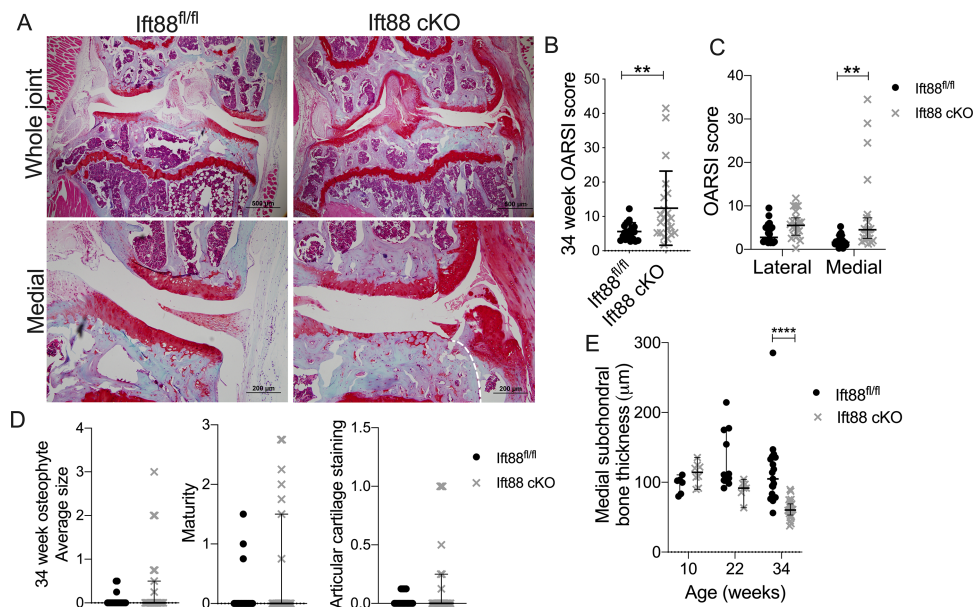 A
Ift88fl/fl
Ift88 cKO
Whole joint
500 µm
500 µm
Medial
200 µm
200 µm
B
**
34 week OARSI score
50
40
30
20
10
0
Ift88fl/fl
Ift88 cKO
C
**
OARSI score
40
30
20
10
0
Lateral
Medial
Ift88fl/fl
Ift88 cKO
D
34 week osteophyte
Average size
4
3
2
1
0
Maturity
3
2
1
0
Articular cartilage staining
1.5
1.0
0.5
0.0
Ift88fl/fl
Ift88 cKO
E
****
Medial subchondral
bone thickness (µm)
150
100
50
0
10
22
34
Age (weeks)
Ift88fl/fl
Ift88 cKO